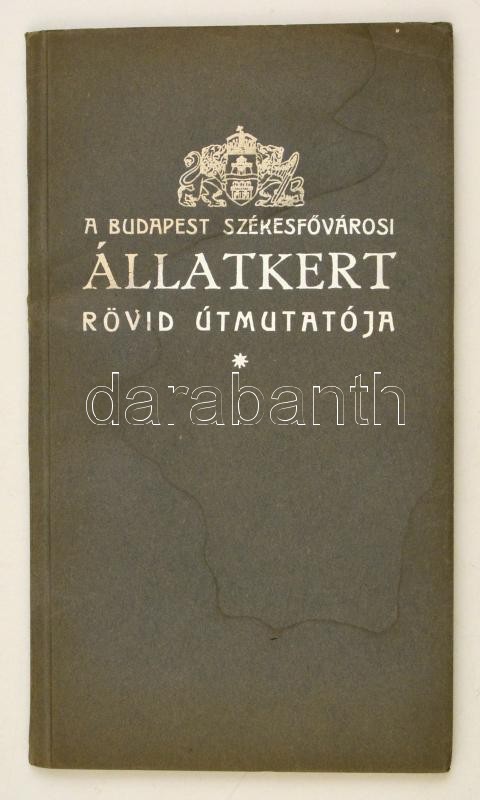 A BUDAPEST SZÉKESFŐVÁROSI
ÁLLATKERT
RÖVID ÚTMUTATÓJA
darabanth